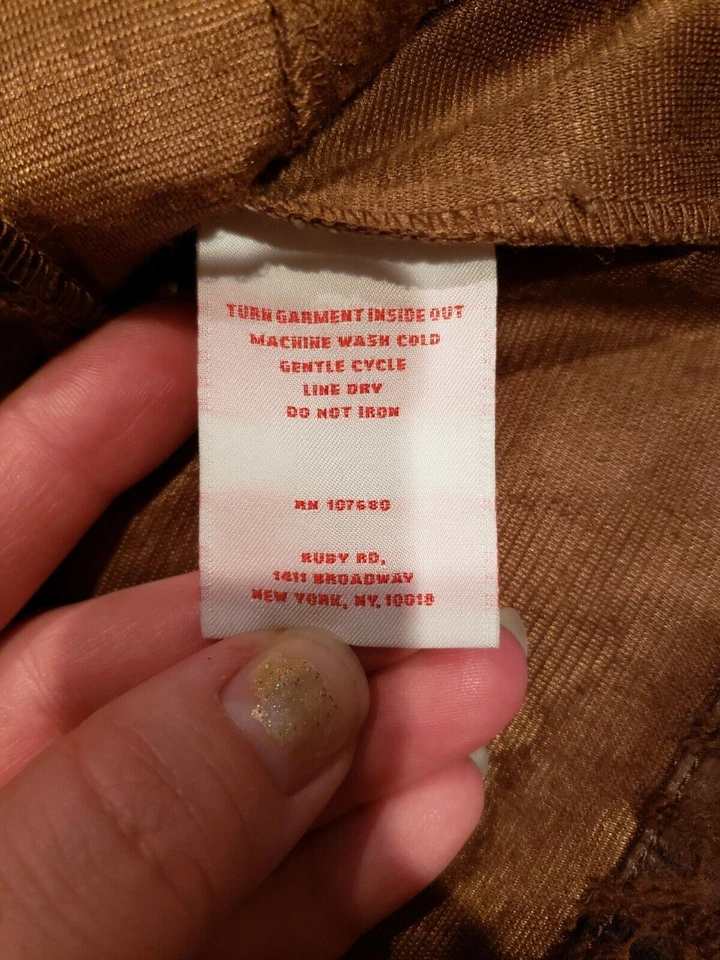 TURN GARMENT INSIDE OUT
MACHINE WASH COLD
GENTLE CYCLE
LINE DRY
DO NOT IRON
RN 107680
RUBY RD,
1411 BROADWAY
NEW YORK, NY, 10018